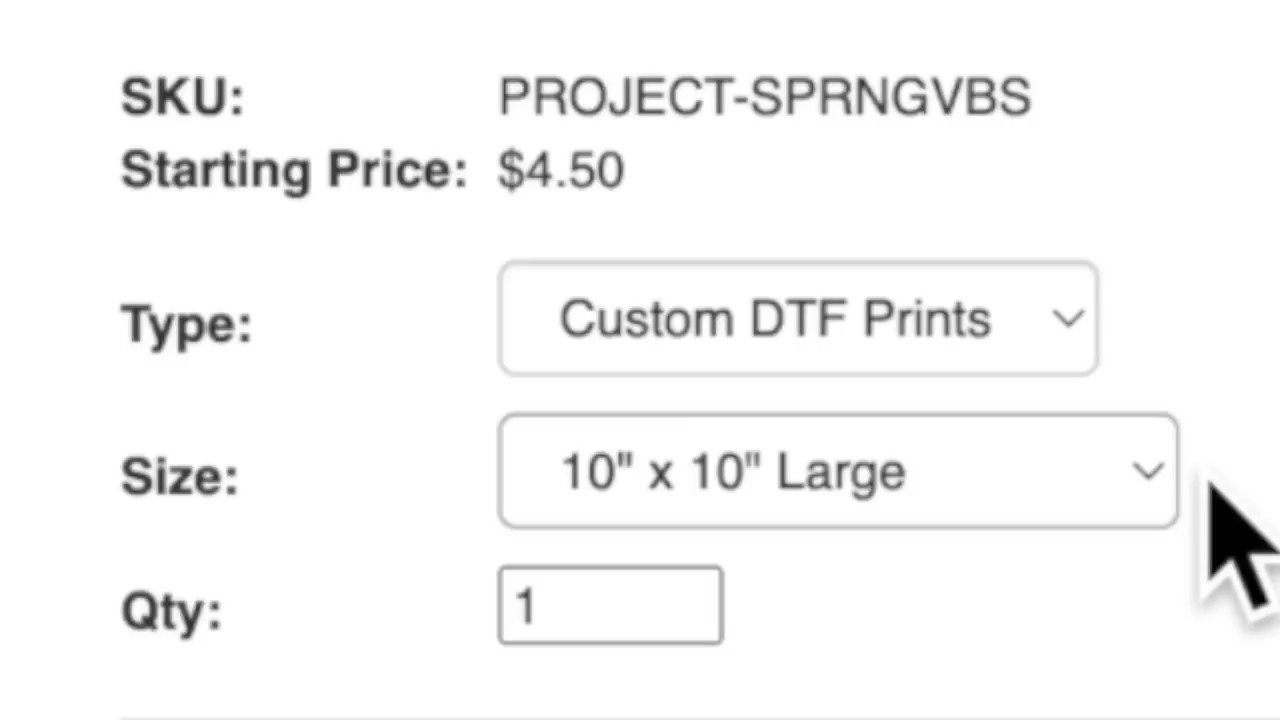 SKU: PROJECT-SPRNGVBS
Starting Price: $4.50
Type: Custom DTF Prints
Size: 10" x 10" Large
Qty: 1